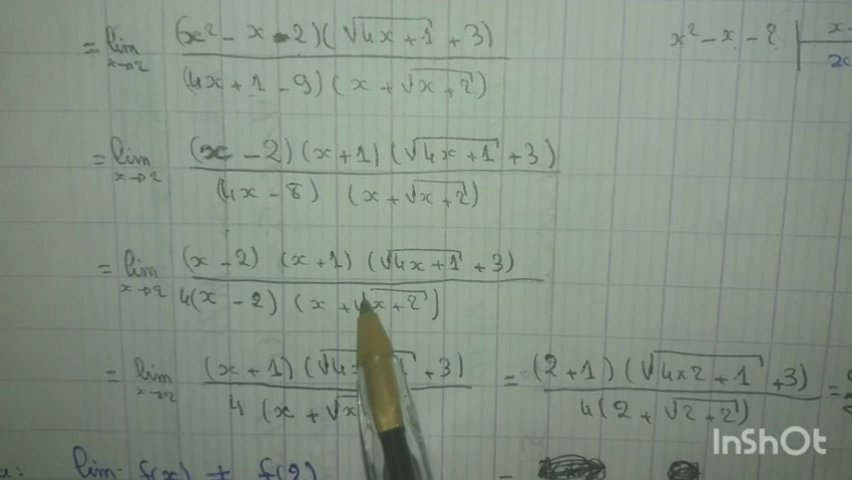 = lim x→2 (x² - x - 2)(√(4x+1) + 3) / (4x + 1 - 9)(x + √(x+2))
x² - x - 2
= lim x→2 (x - 2)(x+1)(√(4x+1) + 3) / (4x - 8)(x + √(x+2))
= lim x→2 (x - 2)(x+1)(√(4x+1) + 3) / 4(x - 2)(x + √(x+2))
= lim x→2 (x+1)(√4 + 3) / 4(x + √x = (2+1)(√(4×2+1) + 3) / 4(2 + √(2+2)) =
lim f(x) ≠ f(2) =
InShOt